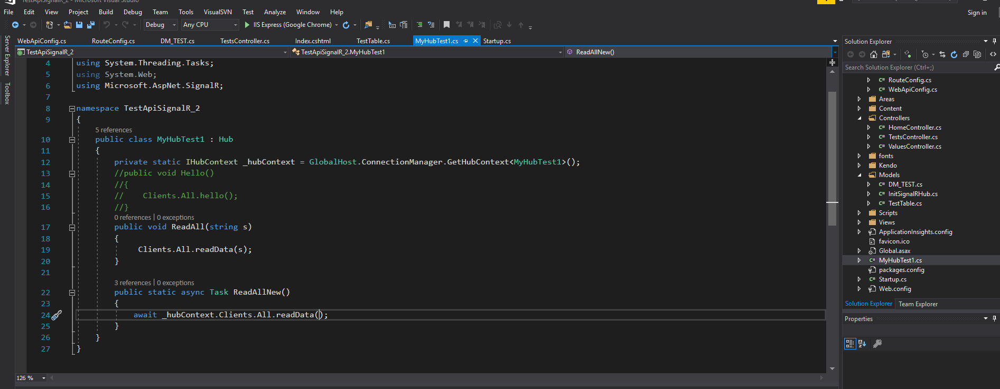 TestApiSignalR_2 - Microsoft Visual Studio
File Edit View Project Build Debug Team Tools VisualSVN Test Analyze Window Help
Sign in
Debug Any CPU IIS Express (Google Chrome)
Server Explorer
Toolbox
WebApiConfig.cs RouteConfig.cs DM_TEST.cs TestsController.cs Index.cshtml TestTable.cs MyHubTest1.cs Startup.cs
TestApiSignalR_2 TestApiSignalR_2.MyHubTest1 ReadAllNew()
4 using System.Threading.Tasks;
5 using System.Web;
6 using Microsoft.AspNet.SignalR;
7
8 namespace TestApiSignalR_2
9 {
5 references
10 public class MyHubTest1 : Hub
11 {
12 private static IHubContext _hubContext = GlobalHost.ConnectionManager.GetHubContext<MyHubTest1>();
13 //public void Hello()
14 //{
15 // Clients.All.hello();
16 //}
0 references | 0 exceptions
17 public void ReadAll(string s)
18 {
19 Clients.All.readData(s);
20 }
21
3 references | 0 exceptions
22 public static async Task ReadAllNew()
23 {
24 await _hubContext.Clients.All.readData();
25 }
26 }
27 }
126 %
Solution Explorer
Search Solution Explorer (Ctrl+;)
C# RouteConfig.cs
C# WebApiConfig.cs
Areas
Content
Controllers
C# HomeController.cs
C# TestsController.cs
C# ValuesController.cs
fonts
Kendo
Models
C# DM_TEST.cs
C# InitSignalRHub.cs
C# TestTable.cs
Scripts
Views
ApplicationInsights.config
favicon.ico
Global.asax
C# MyHubTest1.cs
packages.config
C# Startup.cs
Web.config
Solution Explorer Team Explorer
Properties